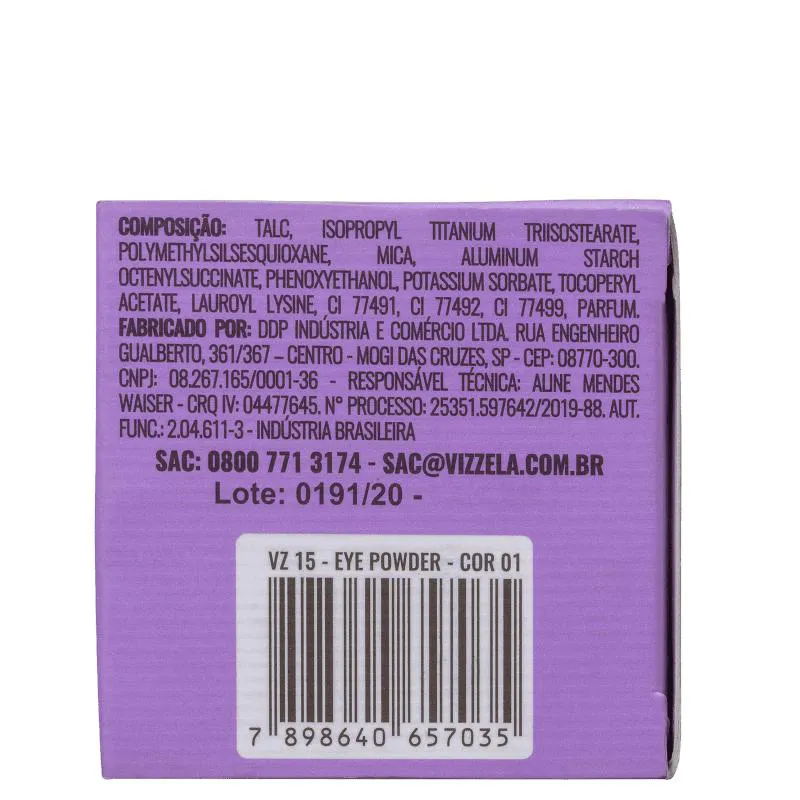 COMPOSIÇÃO: TALC, ISOPROPYL TITANIUM TRIISOSTEARATE,
POLYMETHYLSILSESQUIOXANE, MICA, ALUMINUM STARCH
OCTENYLSUCCINATE, PHENOXYETHANOL, POTASSIUM SORBATE, TOCOPERYL
ACETATE, LAUROYL LYSINE, CI 77491, CI 77492, CI 77499, PARFUM.
FABRICADO POR: DDP INDÚSTRIA E COMÉRCIO LTDA. RUA ENGENHEIRO
GUALBERTO, 361/367 – CENTRO - MOGI DAS CRUZES, SP - CEP: 08770-300.
CNPJ: 08.267.165/0001-36 - RESPONSÁVEL TÉCNICA: ALINE MENDES
WAISER - CRQ IV: 04477645. N° PROCESSO: 25351.597642/2019-88. AUT.
FUNC.: 2.04.611-3 - INDÚSTRIA BRASILEIRA
SAC: 0800 771 3174 - SAC@VIZZELA.COM.BR
Lote: 0191/20 -
VZ 15 - EYE POWDER - COR 01
7 898640 657035